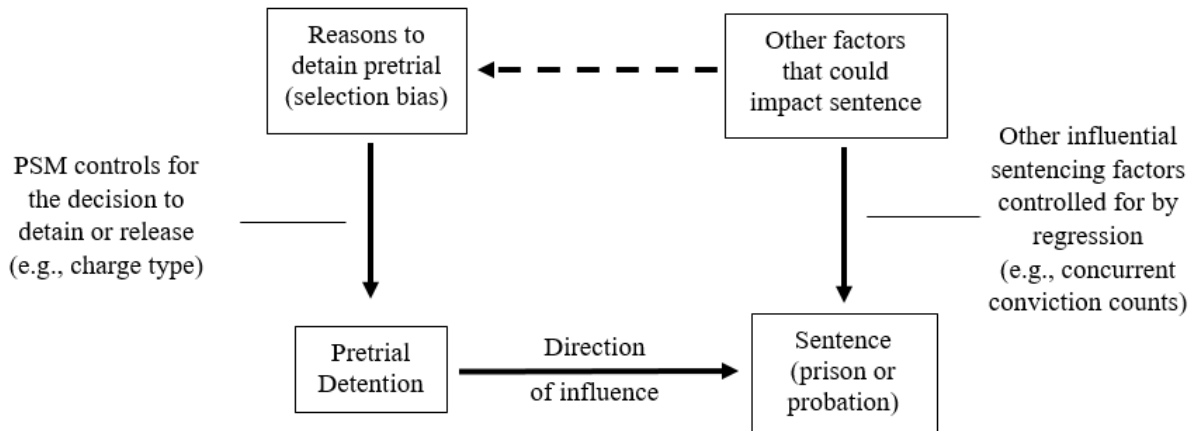 Reasons to
detain pretrial
(selection bias)
Other factors
that could
impact sentence
PSM controls for
the decision to
detain or release
(e.g., charge type)
Other influential
sentencing factors
controlled for by
regression
(e.g., concurrent
conviction counts)
Pretrial
Detention
Direction
of influence
Sentence
(prison or
probation)